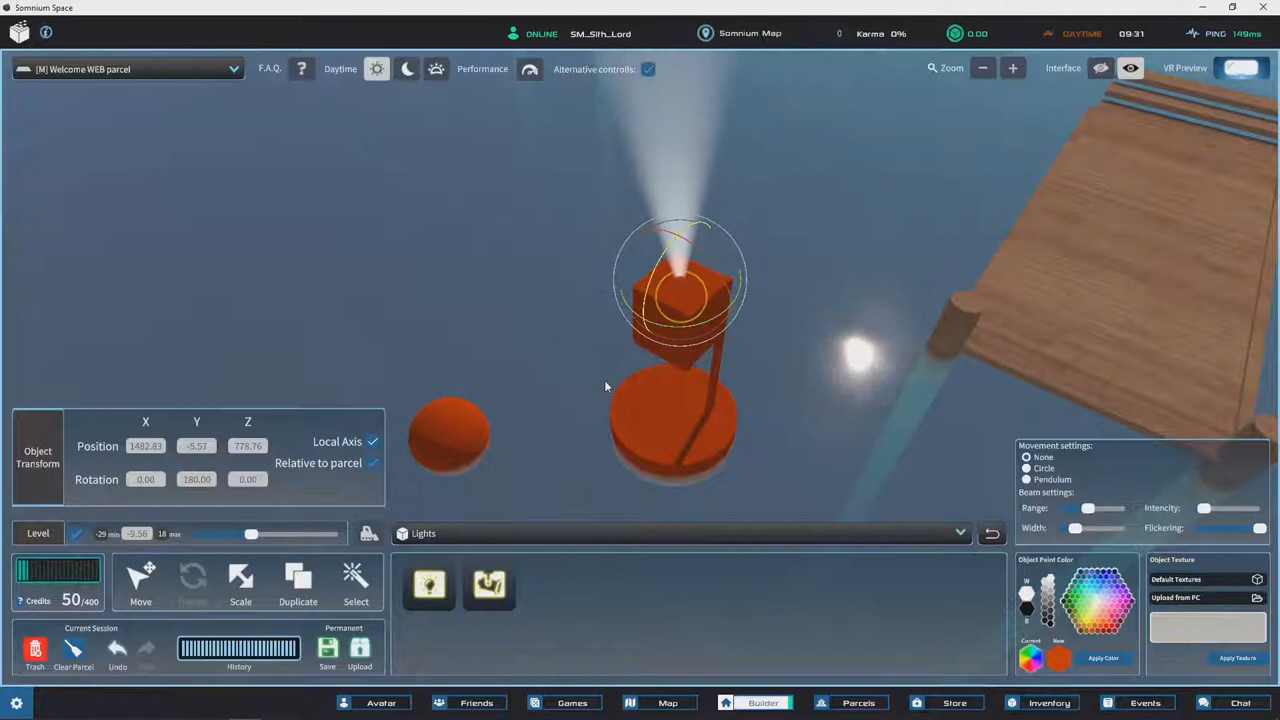 Somnium Space
ONLINE SM_Sith_Lord Somnium Map 0 Karma 0% 0.00 DAYTIME 09:31 PING 149ms
[M] Welcome WEB parcel F.A.Q. ? Daytime Performance Alternative controlls: Zoom Interface VR Preview
X Y Z
Object Transform
Position 1482.83 -5.57 778.76 Local Axis
Relative to parcel
Rotation 0.00 180.00 0.00
Movement settings:
None
Circle
Pendulum
Beam settings:
Range: Intencity:
Width: Flickering:
Level -29 min -9.56 18 max Lights
? Credits 50/400 Move Scale Duplicate Select
Object Paint Color Object Texture
W Default Textures
Upload from PC
B
Current New
Apply Color Apply Texture
Current Session Permanent
Trash Clear Parcel Undo History Save Upload
Avatar Friends Games Map Builder Parcels Store Inventory Events Chat